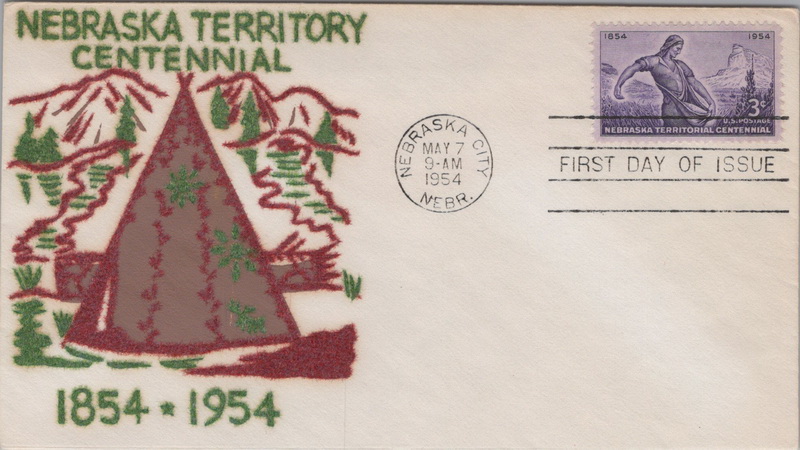 NEBRASKA TERRITORY
CENTENNIAL
1854 ★ 1954
NEBRASKA CITY
MAY 7
9-AM
1954
NEBR.
1854 1954
3¢
U.S. POSTAGE
NEBRASKA TERRITORIAL CENTENNIAL
FIRST DAY OF ISSUE